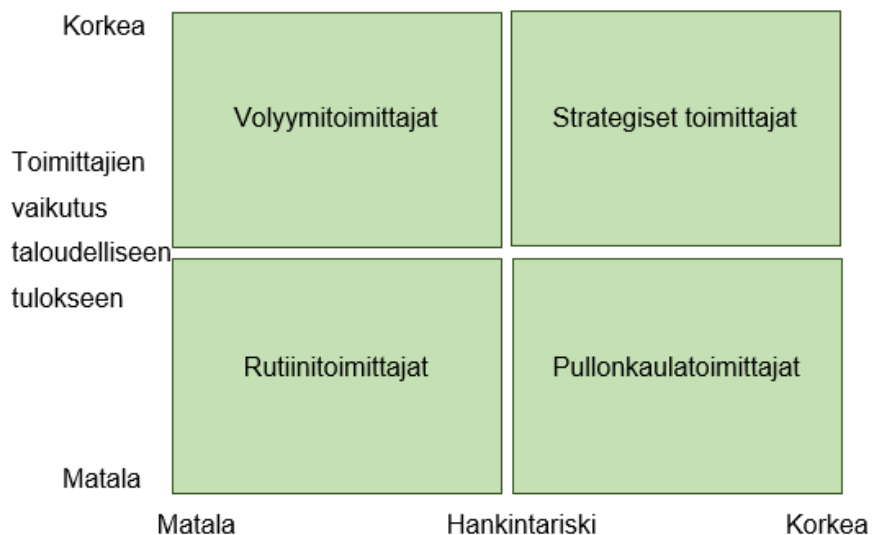 Korkea
Volyymitoimittajat
Strategiset toimittajat
Toimittajien
vaikutus
taloudelliseen
tulokseen
Rutiinitoimittajat
Pullonkaulatoimittajat
Matala
Matala
Hankintariski
Korkea